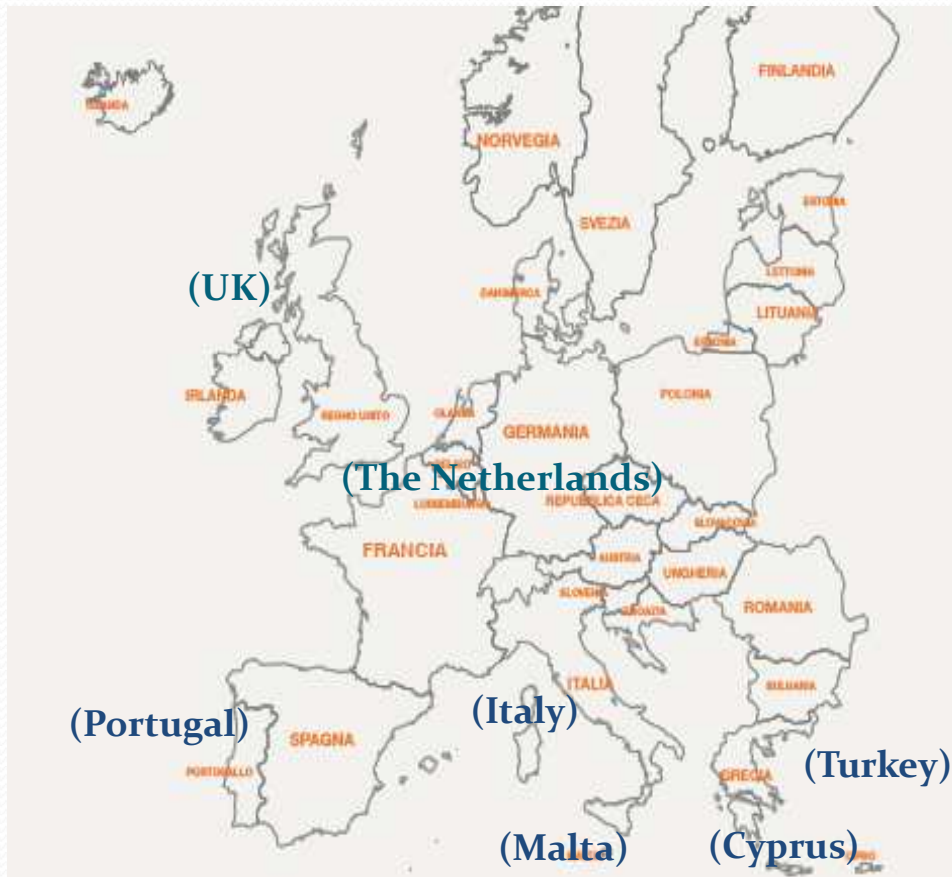 FINLANDIA
NORVEGIA
ESTONIA
SVEZIA
LETTONIA
(UK)
DANIMARCA
LITUANIA
POLONIA
IRLANDA
REGNO UNITO
OLANDA
GERMANIA
BELGIO
(The Netherlands)
REPUBBLICA CECA
LUSSEMBURGO
SLOVACCHIA
FRANCIA
AUSTRIA
UNGHERIA
SLOVENIA
CROAZIA
ROMANIA
ITALIA
BULGARIA
(Italy)
(Portugal)
SPAGNA
PORTOGALLO
GRECIA
(Turkey)
(Malta)
(Cyprus)